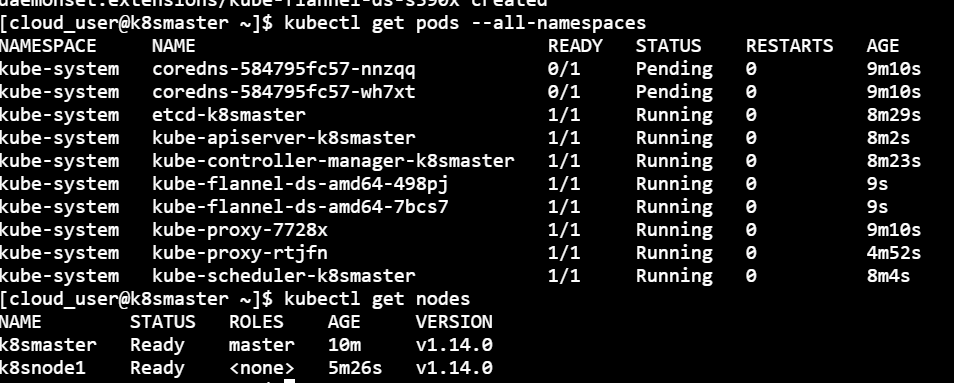 daemonset.extensions/kube-flannel-ds-s390x created
[cloud_user@k8smaster ~]$ kubectl get pods --all-namespaces
NAMESPACE     NAME                                READY   STATUS    RESTARTS   AGE
kube-system   coredns-584795fc57-nnzqq            0/1     Pending   0          9m10s
kube-system   coredns-584795fc57-wh7xt            0/1     Pending   0          9m10s
kube-system   etcd-k8smaster                      1/1     Running   0          8m29s
kube-system   kube-apiserver-k8smaster            1/1     Running   0          8m2s
kube-system   kube-controller-manager-k8smaster   1/1     Running   0          8m23s
kube-system   kube-flannel-ds-amd64-498pj         1/1     Running   0          9s
kube-system   kube-flannel-ds-amd64-7bcs7         1/1     Running   0          9s
kube-system   kube-proxy-7728x                    1/1     Running   0          9m10s
kube-system   kube-proxy-rtjfn                    1/1     Running   0          4m52s
kube-system   kube-scheduler-k8smaster            1/1     Running   0          8m4s
[cloud_user@k8smaster ~]$ kubectl get nodes
NAME        STATUS   ROLES    AGE     VERSION
k8smaster   Ready    master   10m     v1.14.0
k8snode1    Ready    <none>   5m26s   v1.14.0